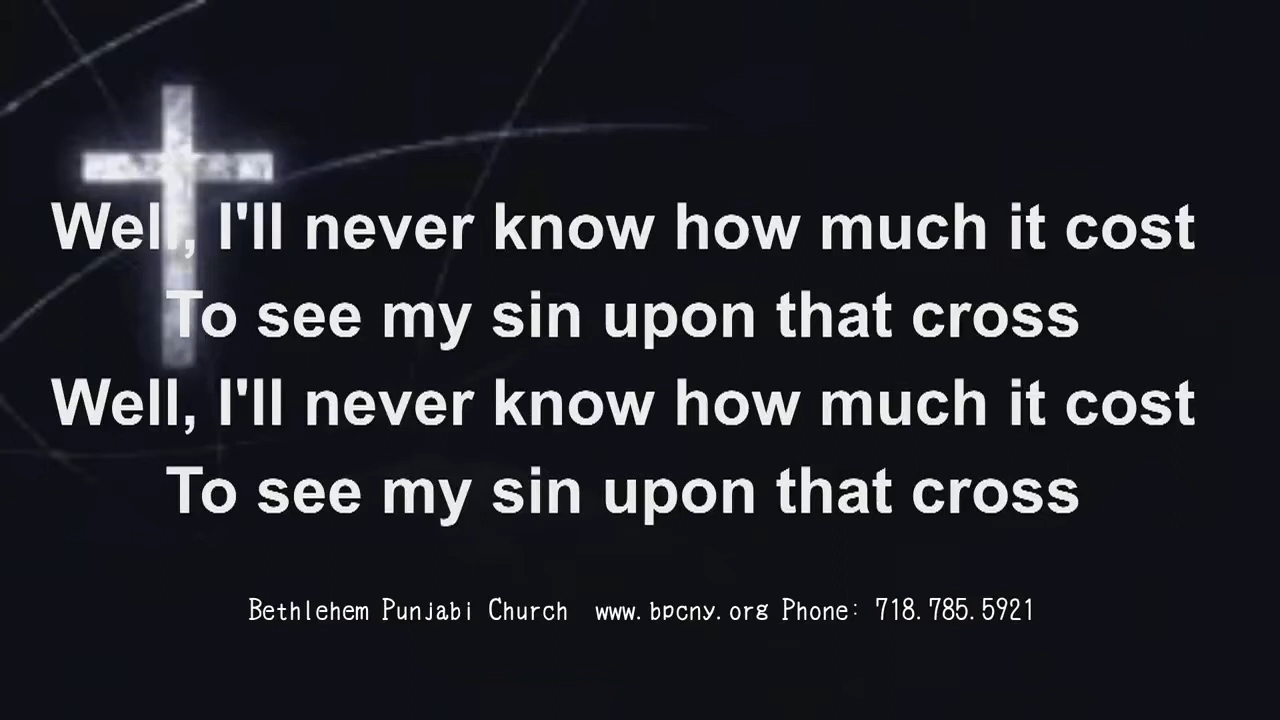 Well, I'll never know how much it cost
To see my sin upon that cross
Well, I'll never know how much it cost
To see my sin upon that cross
Bethlehem Punjabi Church www.bpcny.org Phone: 718.785.5921